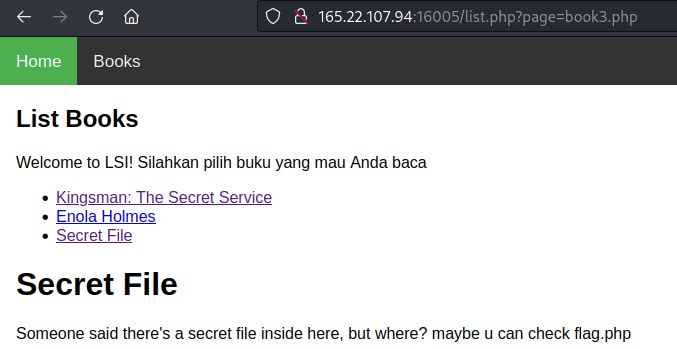 165.22.107.94:16005/list.php?page=book3.php
Home Books
List Books
Welcome to LSI! Silahkan pilih buku yang mau Anda baca
• Kingsman: The Secret Service
• Enola Holmes
• Secret File
Secret File
Someone said there's a secret file inside here, but where? maybe u can check flag.php